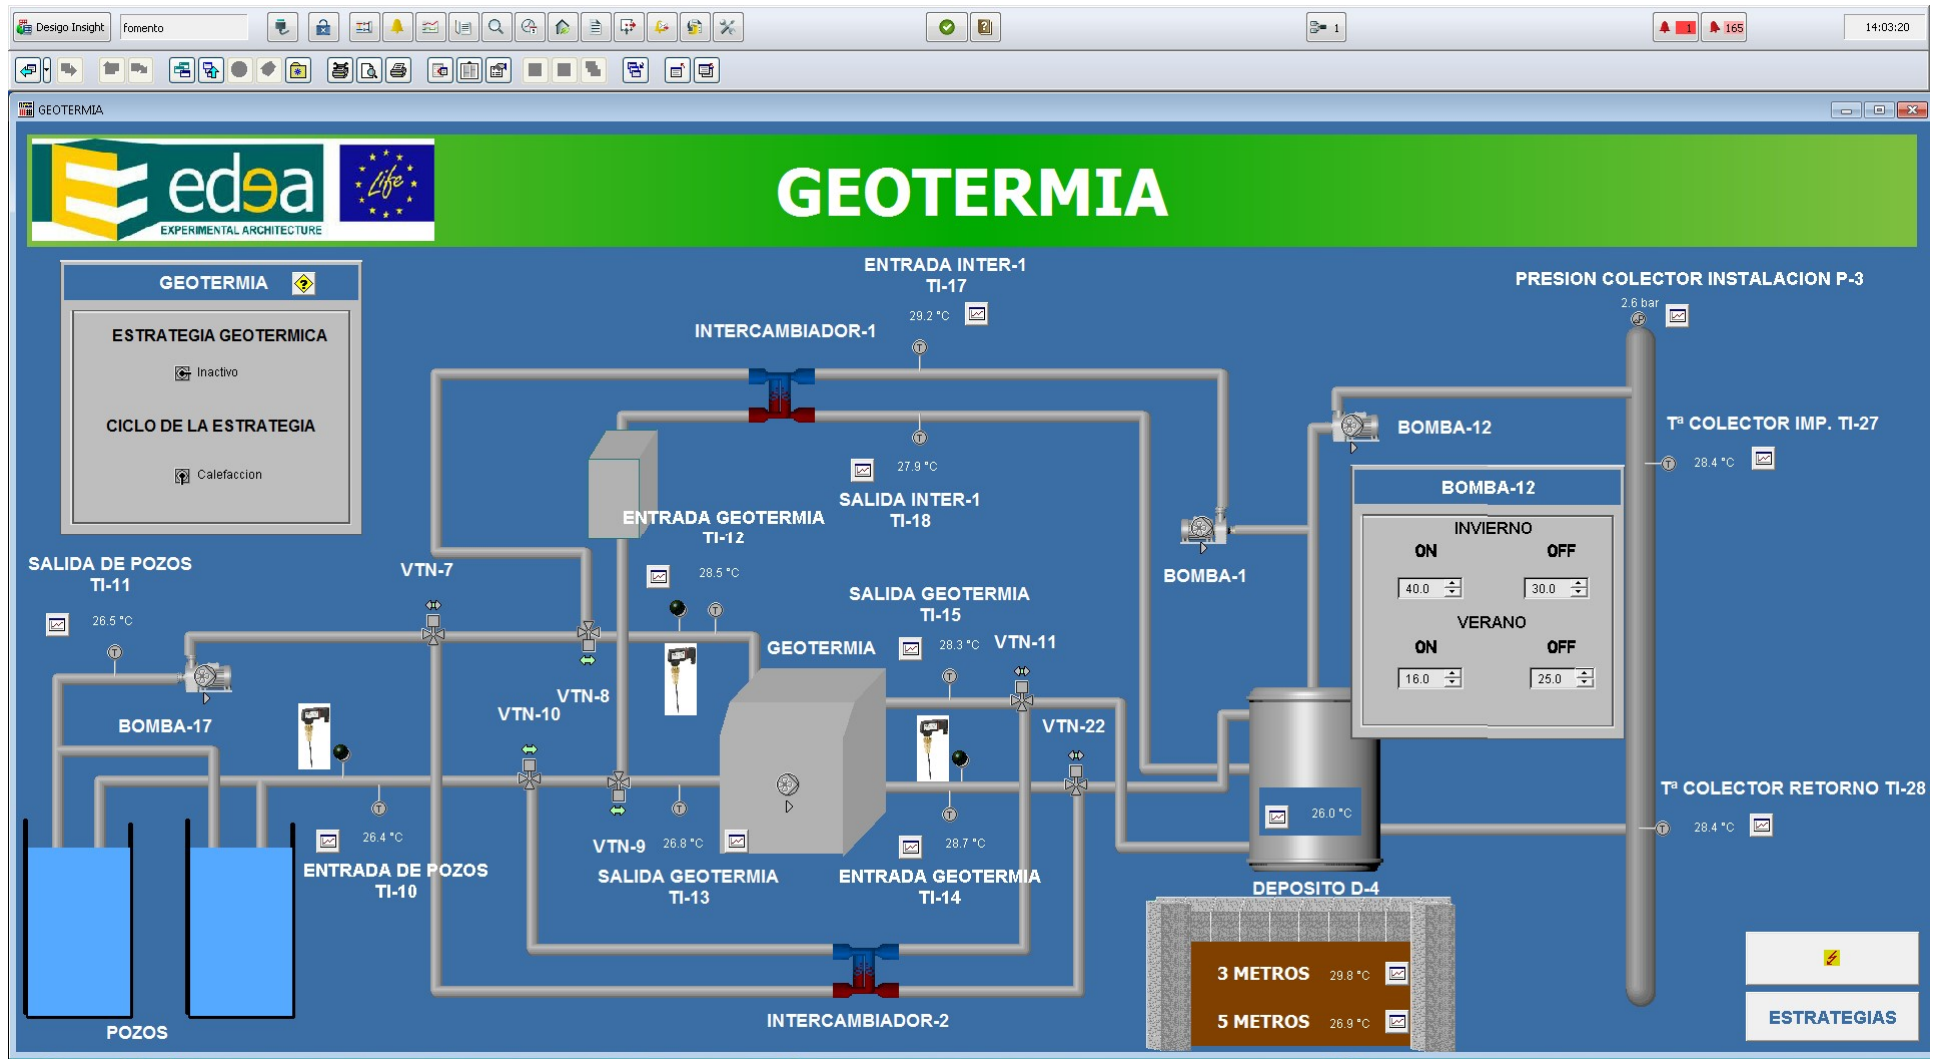 Desigo Insight
fomento
1
1
165
14:03:20
GEOTERMIA
edea
EXPERIMENTAL ARCHITECTURE
Life
GEOTERMIA
GEOTERMIA
ESTRATEGIA GEOTERMICA
Inactivo
CICLO DE LA ESTRATEGIA
Calefaccion
ENTRADA INTER-1
TI-17
29.2 °C
INTERCAMBIADOR-1
PRESION COLECTOR INSTALACION P-3
2.6 bar
BOMBA-12
Tª COLECTOR IMP. TI-27
28.4 °C
27.9 °C
SALIDA INTER-1
TI-18
ENTRADA GEOTERMIA
TI-12
28.5 °C
BOMBA-1
BOMBA-12
INVIERNO
ON OFF
40.0 30.0
VERANO
ON OFF
16.0 25.0
SALIDA DE POZOS
TI-11
26.5 °C
VTN-7
SALIDA GEOTERMIA
TI-15
28.3 °C
VTN-11
GEOTERMIA
VTN-8
VTN-10
BOMBA-17
VTN-22
26.4 °C
ENTRADA DE POZOS
TI-10
VTN-9
26.8 °C
SALIDA GEOTERMIA
TI-13
28.7 °C
ENTRADA GEOTERMIA
TI-14
26.0 °C
DEPOSITO D-4
Tª COLECTOR RETORNO TI-28
28.4 °C
3 METROS 29.8 °C
5 METROS 26.9 °C
INTERCAMBIADOR-2
POZOS
ESTRATEGIAS